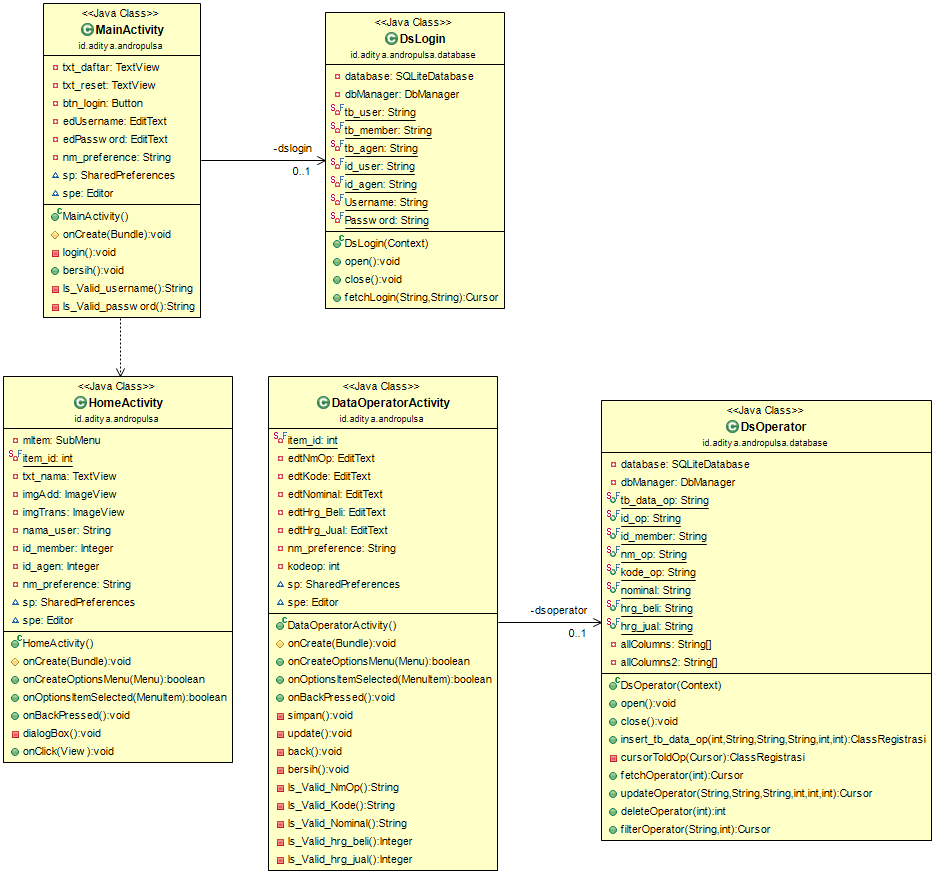 <<Java Class>>
MainActivity
id.aditya.andropulsa
txt_daftar: TextView
txt_reset: TextView
btn_login: Button
edUsername: EditText
edPassword: EditText
nm_preference: String
sp: SharedPreferences
spe: Editor
MainActivity()
onCreate(Bundle):void
login():void
bersih():void
Is_Valid_username():String
Is_Valid_password():String
-dslogin
0..1
<<Java Class>>
DsLogin
id.aditya.andropulsa.database
database: SQLiteDatabase
dbManager: DbManager
tb_user: String
tb_member: String
tb_agen: String
id_user: String
id_agen: String
Username: String
Password: String
DsLogin(Context)
open():void
close():void
fetchLogin(String,String):Cursor
<<Java Class>>
HomeActivity
id.aditya.andropulsa
mItem: SubMenu
item_id: int
txt_nama: TextView
imgAdd: ImageView
imgTrans: ImageView
nama_user: String
id_member: Integer
id_agen: Integer
nm_preference: String
sp: SharedPreferences
spe: Editor
HomeActivity()
onCreate(Bundle):void
onCreateOptionsMenu(Menu):boolean
onOptionsItemSelected(MenuItem):boolean
onBackPressed():void
dialogBox():void
onClick(View):void
<<Java Class>>
DataOperatorActivity
id.aditya.andropulsa
item_id: int
edtNmOp: EditText
edtKode: EditText
edtNominal: EditText
edtHrg_Beli: EditText
edtHrg_Jual: EditText
nm_preference: String
kodeop: int
sp: SharedPreferences
spe: Editor
DataOperatorActivity()
onCreate(Bundle):void
onCreateOptionsMenu(Menu):boolean
onOptionsItemSelected(MenuItem):boolean
onBackPressed():void
simpan():void
update():void
back():void
bersih():void
Is_Valid_NmOp():String
Is_Valid_Kode():String
Is_Valid_Nominal():String
Is_Valid_hrg_beli():Integer
Is_Valid_hrg_jual():Integer
-dsoperator
0..1
<<Java Class>>
DsOperator
id.aditya.andropulsa.database
database: SQLiteDatabase
dbManager: DbManager
tb_data_op: String
id_op: String
id_member: String
nm_op: String
kode_op: String
nominal: String
hrg_beli: String
hrg_jual: String
allColumns: String[]
allColumns2: String[]
DsOperator(Context)
open():void
close():void
insert_tb_data_op(int,String,String,String,int,int):ClassRegistrasi
cursorToIdOp(Cursor):ClassRegistrasi
fetchOperator(int):Cursor
updateOperator(String,String,String,int,int,int):Cursor
deleteOperator(int):int
filterOperator(String,int):Cursor